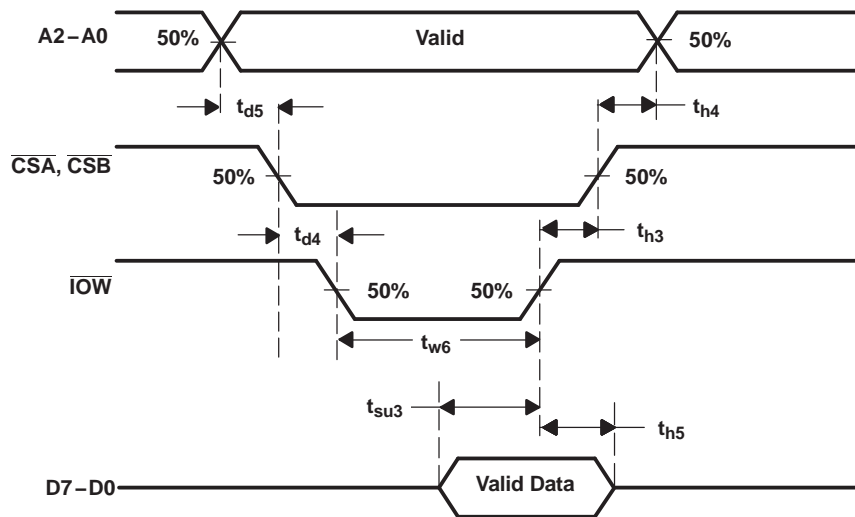 A2–A0
50%
Valid
50%
td5
th4
CSA, CSB
50%
50%
td4
th3
IOW
50%
50%
tw6
tsu3
th5
D7–D0
Valid Data